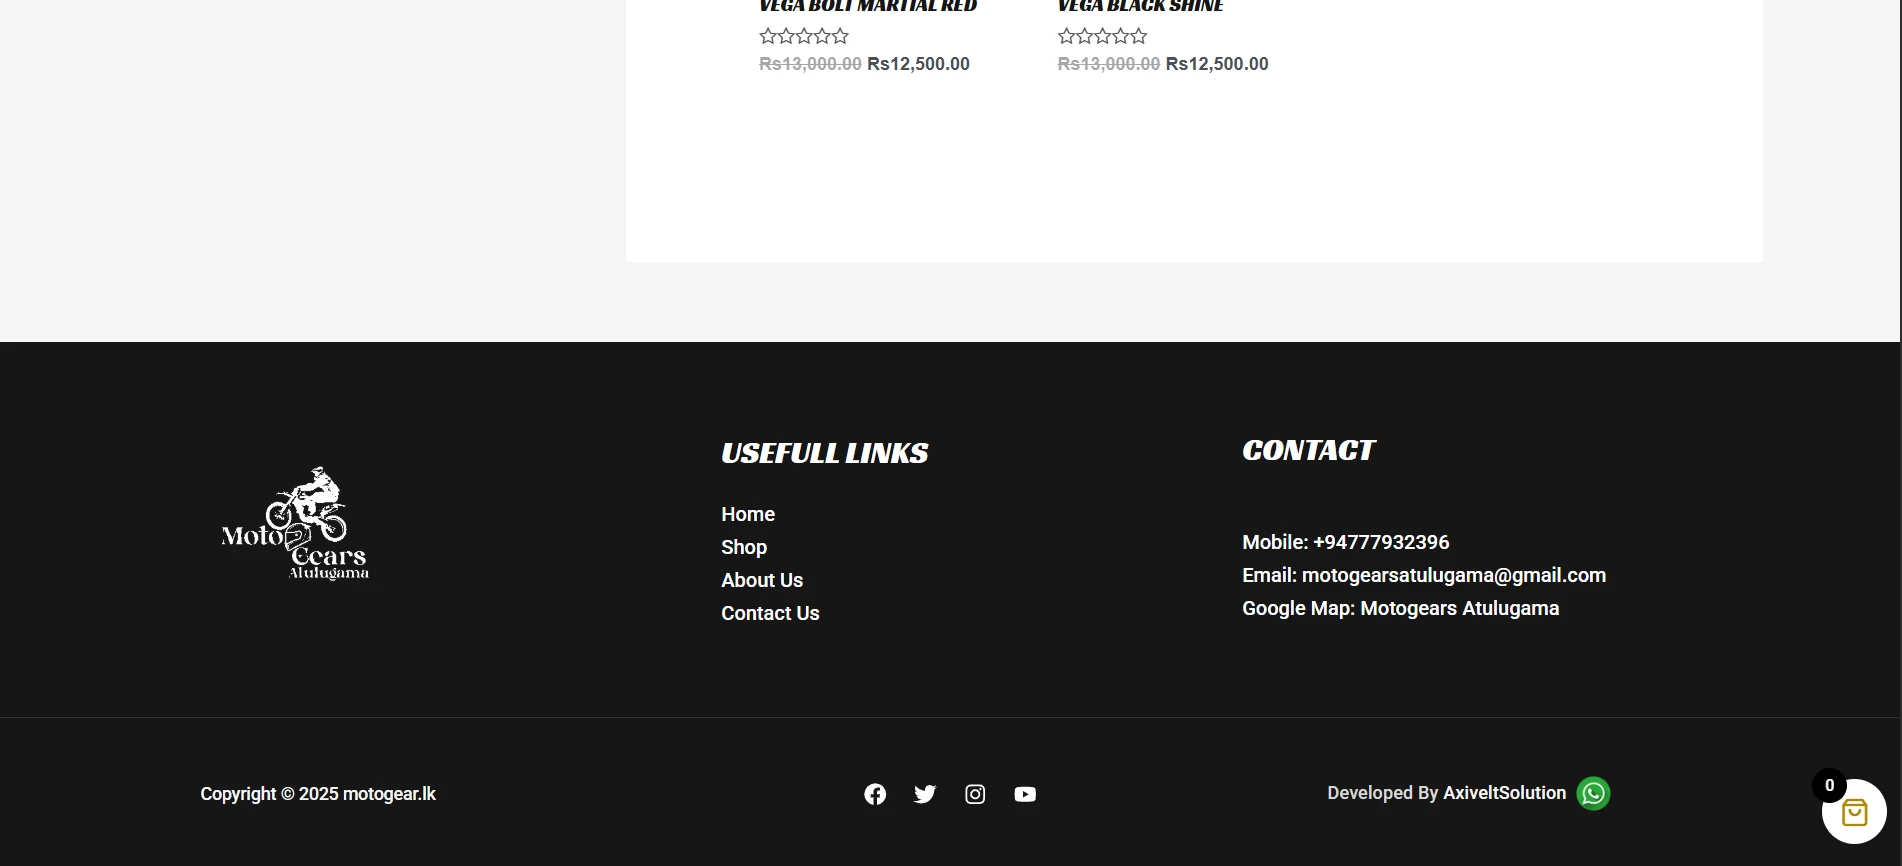 VEGA BOLT MARTIAL RED
VEGA BLACK SHINE
Rs13,000.00 Rs12,500.00
Rs13,000.00 Rs12,500.00
Moto
Gears
Atulugama
USEFULL LINKS
Home
Shop
About Us
Contact Us
CONTACT
Mobile: +94777932396
Email: motogearsatulugama@gmail.com
Google Map: Motogears Atulugama
Copyright © 2025 motogear.lk
Developed By AxiveltSolution
0